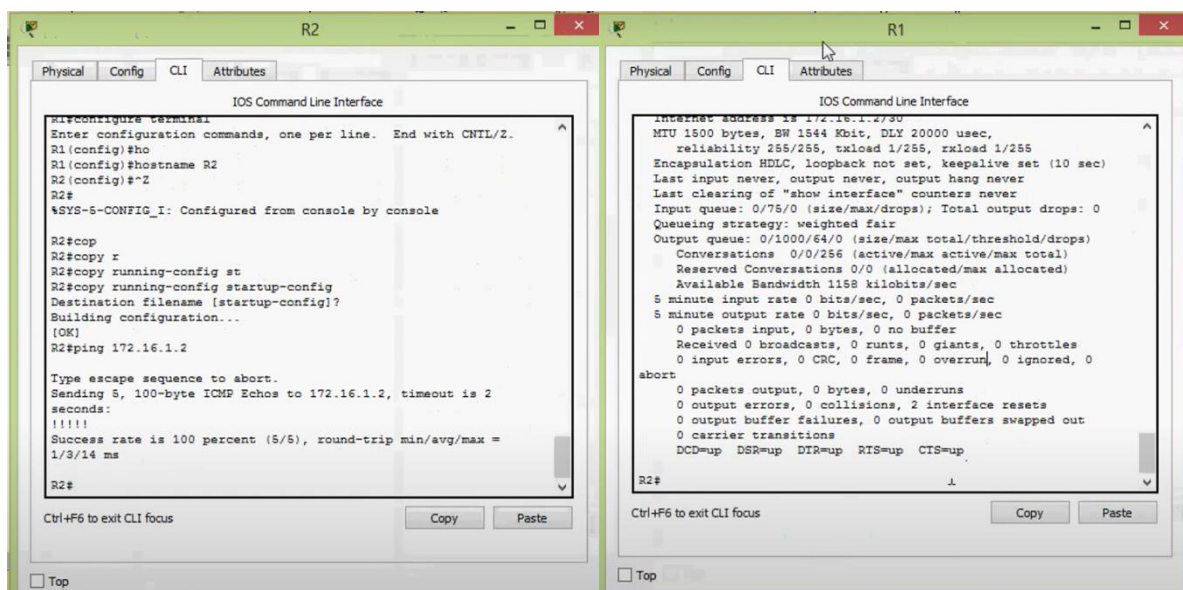 R2
Physical Config CLI Attributes
IOS Command Line Interface
R1#configure terminal
Enter configuration commands, one per line. End with CNTL/Z.
R1(config)#ho
R1(config)#hostname R2
R2(config)#^Z
R2#
%SYS-5-CONFIG_I: Configured from console by console
R2#cop
R2#copy r
R2#copy running-config st
R2#copy running-config startup-config
Destination filename [startup-config]?
Building configuration...
[OK]
R2#ping 172.16.1.2
Type escape sequence to abort.
Sending 5, 100-byte ICMP Echos to 172.16.1.2, timeout is 2
seconds:
!!!!!
Success rate is 100 percent (5/5), round-trip min/avg/max =
1/3/14 ms
R2#
Ctrl+F6 to exit CLI focus
Copy Paste
Top
R1
Physical Config CLI Attributes
IOS Command Line Interface
Internet address is 172.16.1.2/30
MTU 1500 bytes, BW 1544 Kbit, DLY 20000 usec,
reliability 255/255, txload 1/255, rxload 1/255
Encapsulation HDLC, loopback not set, keepalive set (10 sec)
Last input never, output never, output hang never
Last clearing of "show interface" counters never
Input queue: 0/75/0 (size/max/drops); Total output drops: 0
Queueing strategy: weighted fair
Output queue: 0/1000/64/0 (size/max total/threshold/drops)
Conversations 0/0/256 (active/max active/max total)
Reserved Conversations 0/0 (allocated/max allocated)
Available Bandwidth 1158 kilobits/sec
5 minute input rate 0 bits/sec, 0 packets/sec
5 minute output rate 0 bits/sec, 0 packets/sec
0 packets input, 0 bytes, 0 no buffer
Received 0 broadcasts, 0 runts, 0 giants, 0 throttles
0 input errors, 0 CRC, 0 frame, 0 overrun, 0 ignored, 0
abort
0 packets output, 0 bytes, 0 underruns
0 output errors, 0 collisions, 2 interface resets
0 output buffer failures, 0 output buffers swapped out
0 carrier transitions
DCD=up DSR=up DTR=up RTS=up CTS=up
R2#
Ctrl+F6 to exit CLI focus
Copy Paste
Top